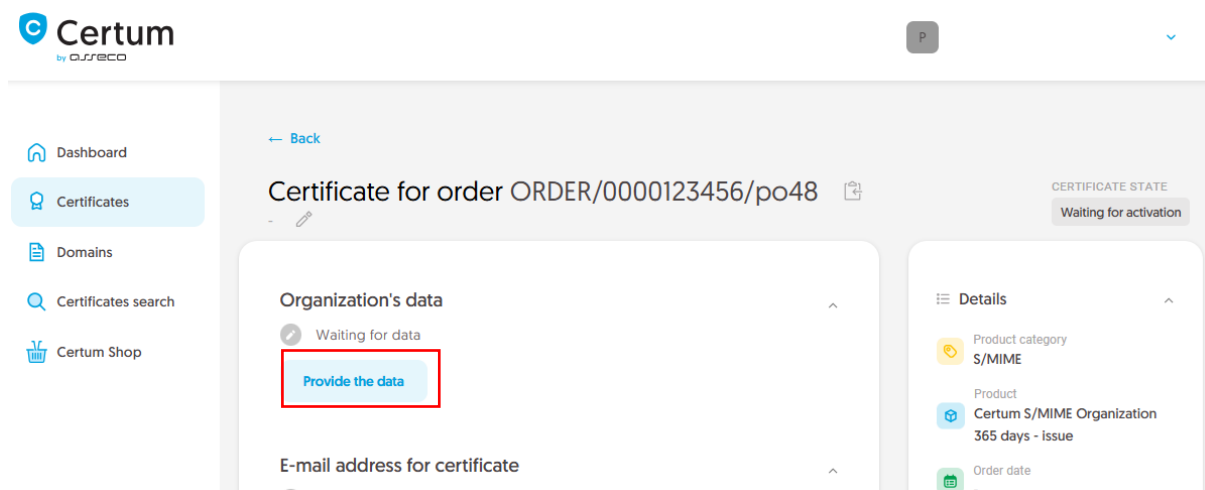 Certum
by asseco
P
Dashboard
Certificates
Domains
Certificates search
Certum Shop
← Back
Certificate for order ORDER/0000123456/po48
-
CERTIFICATE STATE
Waiting for activation
Organization's data
Waiting for data
Provide the data
E-mail address for certificate
Details
Product category
S/MIME
Product
Certum S/MIME Organization
365 days - issue
Order date